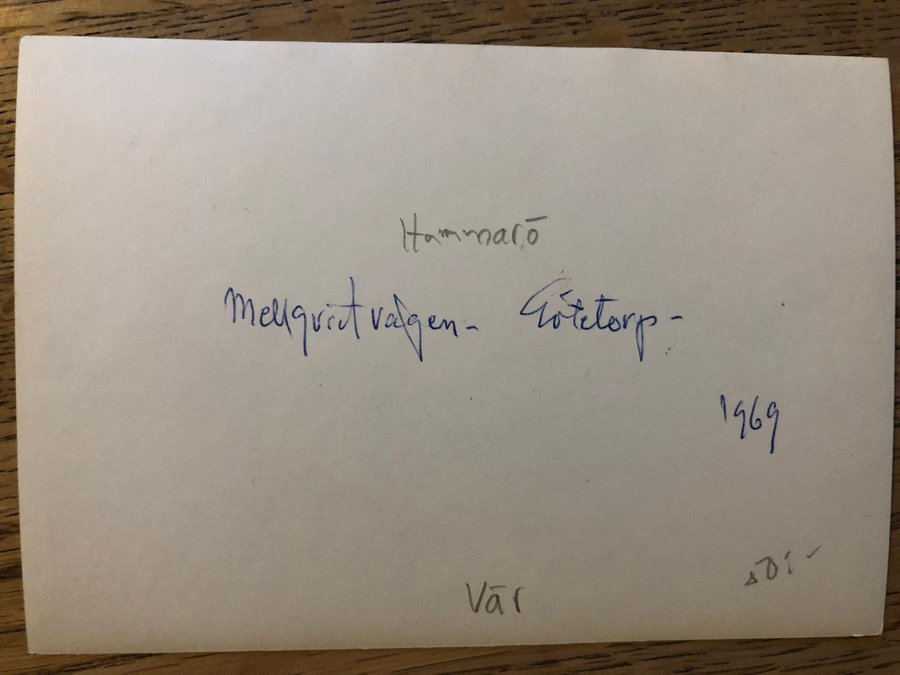 Hammarö
Mellqvistvägen - Götetorp -
1969
Vår